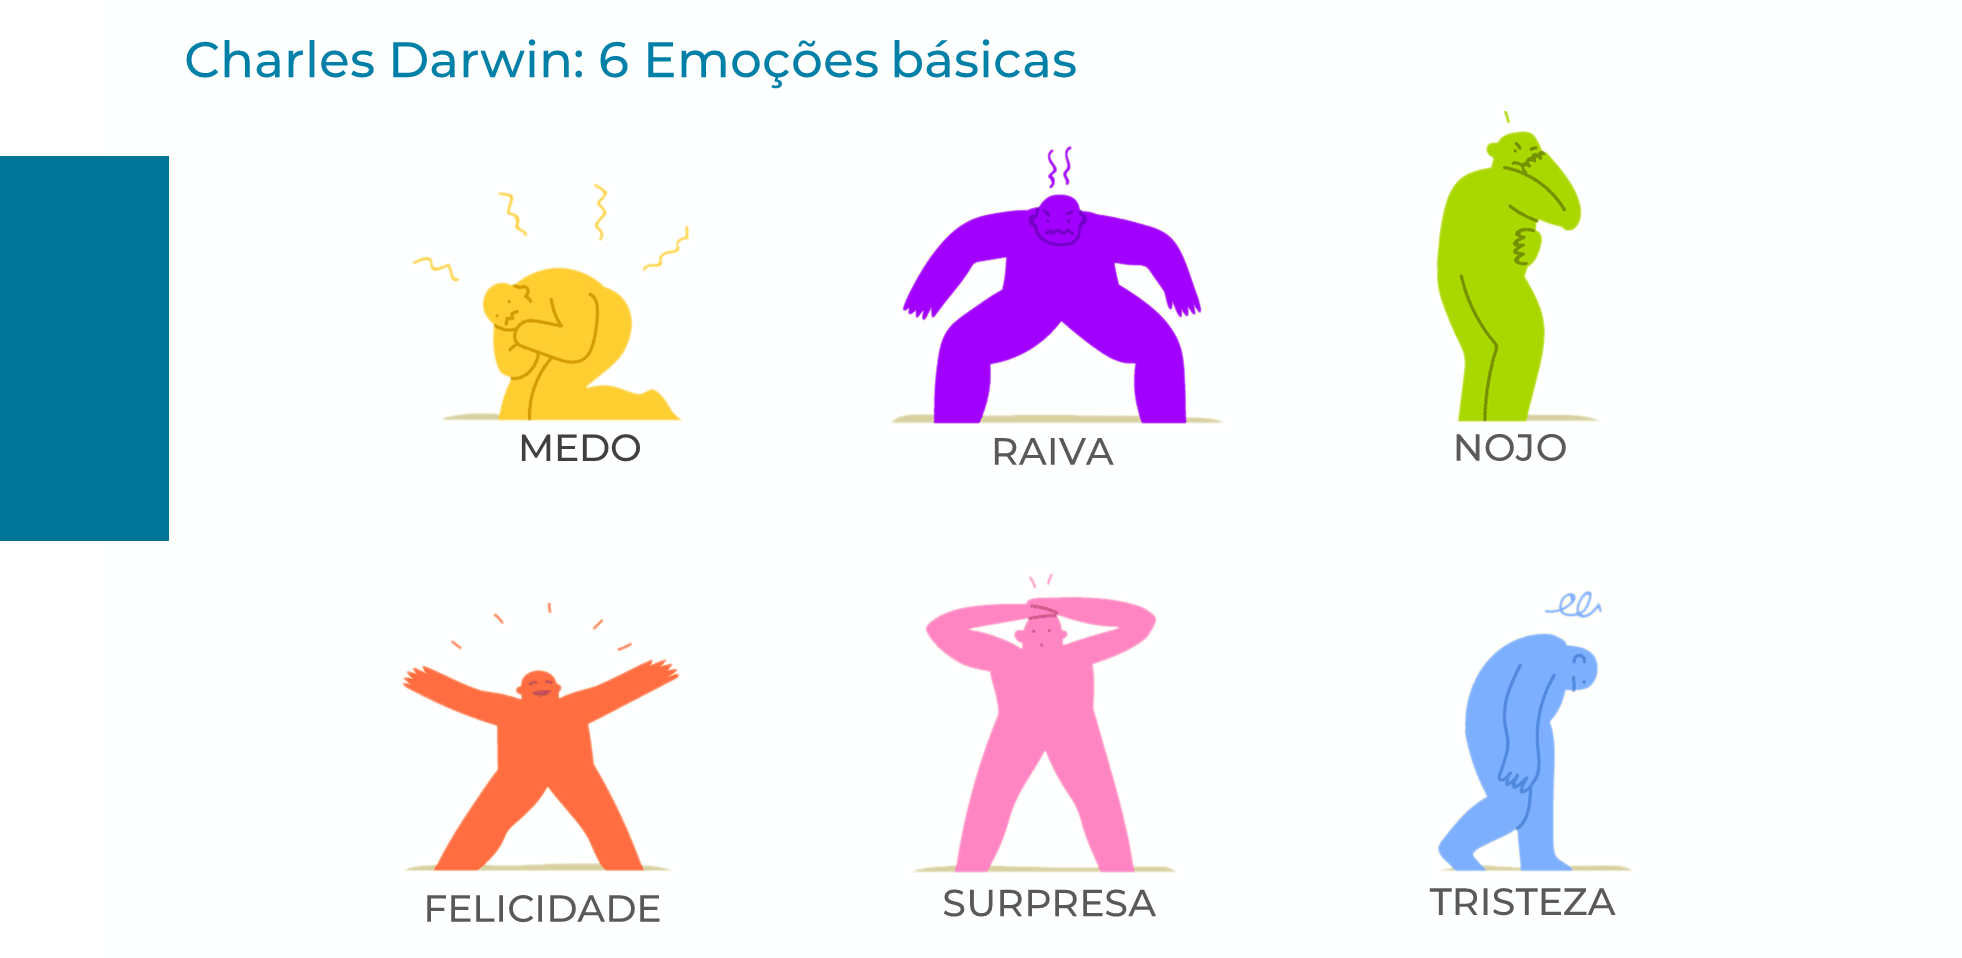 Charles Darwin: 6 Emoções básicas
MEDO
RAIVA
NOJO
FELICIDADE
SURPRESA
TRISTEZA